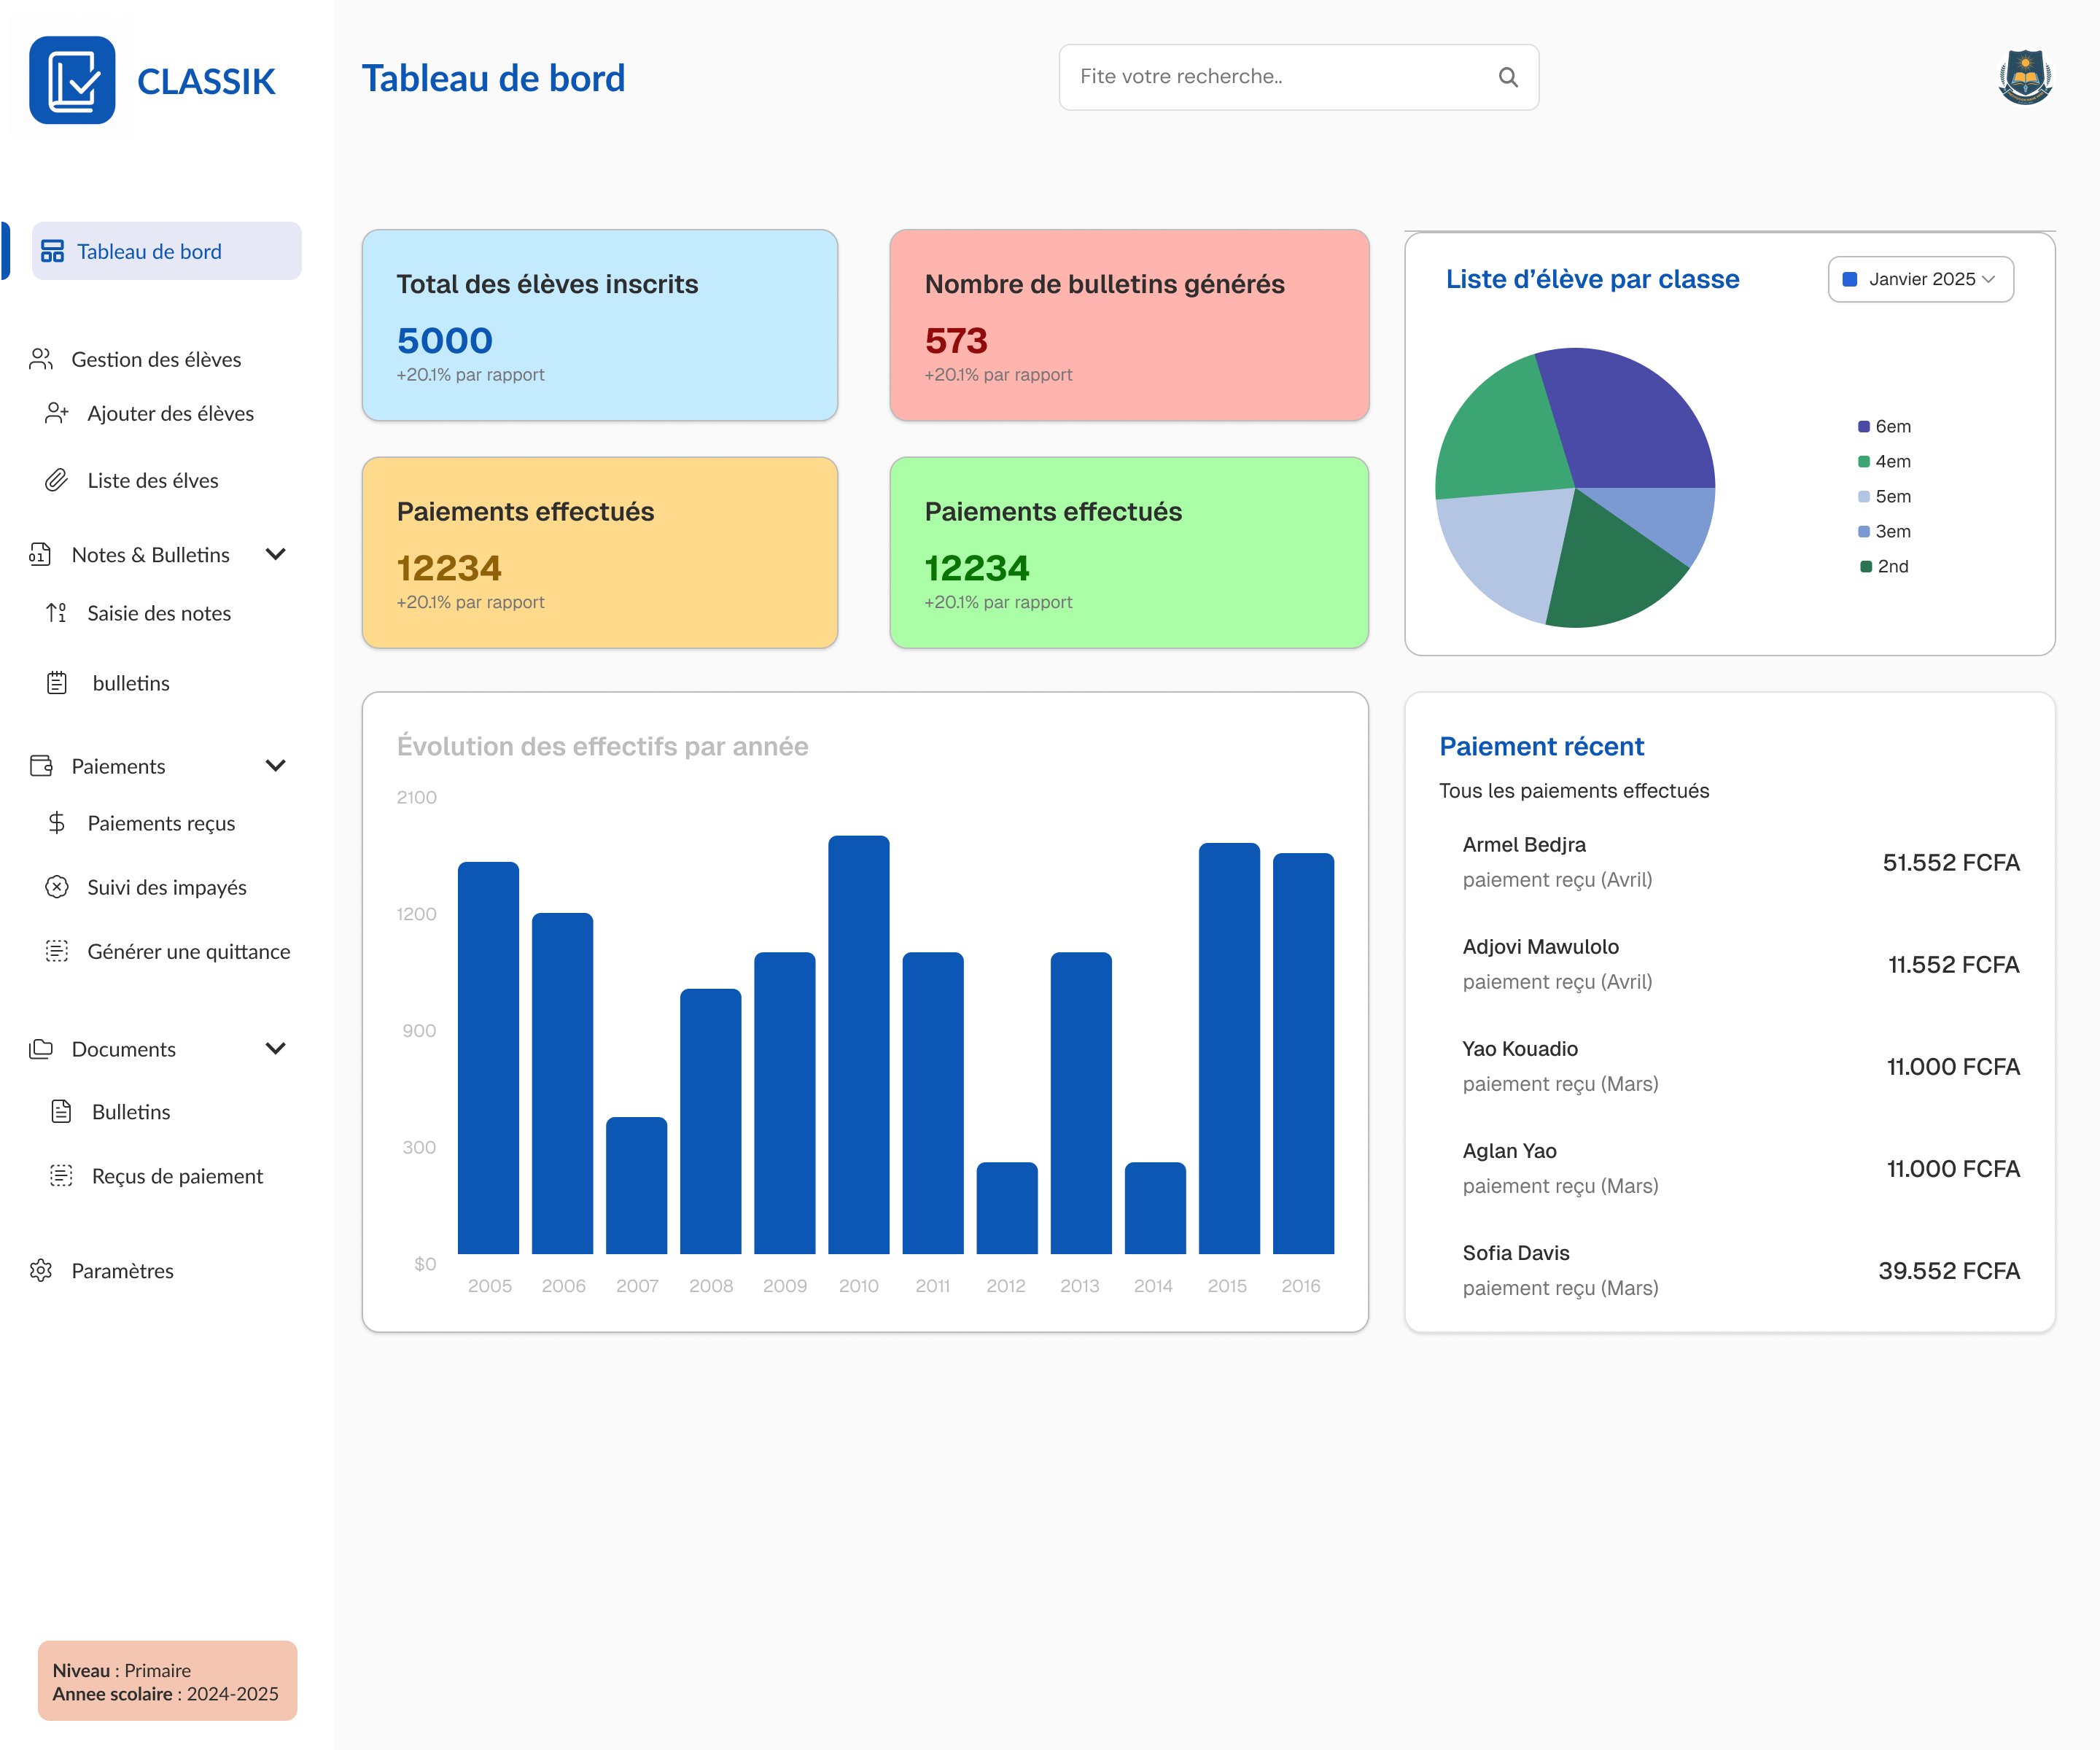 CLASSIK
Tableau de bord
Fite votre recherche..
Tableau de bord
Gestion des élèves
Ajouter des élèves
Liste des élves
Notes & Bulletins
Saisie des notes
bulletins
Paiements
Paiements reçus
Suivi des impayés
Générer une quittance
Documents
Bulletins
Reçus de paiement
Paramètres
Niveau : Primaire
Annee scolaire : 2024-2025
Total des élèves inscrits
5000
+20.1% par rapport
Nombre de bulletins générés
573
+20.1% par rapport
Paiements effectués
12234
+20.1% par rapport
Paiements effectués
12234
+20.1% par rapport
Liste d’élève par classe
Janvier 2025
6em
4em
5em
3em
2nd
Évolution des effectifs par année
2100
1200
900
300
$0
2005 2006 2007 2008 2009 2010 2011 2012 2013 2014 2015 2016
Paiement récent
Tous les paiements effectués
Armel Bedjra
paiement reçu (Avril)
51.552 FCFA
Adjovi Mawulolo
paiement reçu (Avril)
11.552 FCFA
Yao Kouadio
paiement reçu (Mars)
11.000 FCFA
Aglan Yao
paiement reçu (Mars)
11.000 FCFA
Sofia Davis
paiement reçu (Mars)
39.552 FCFA